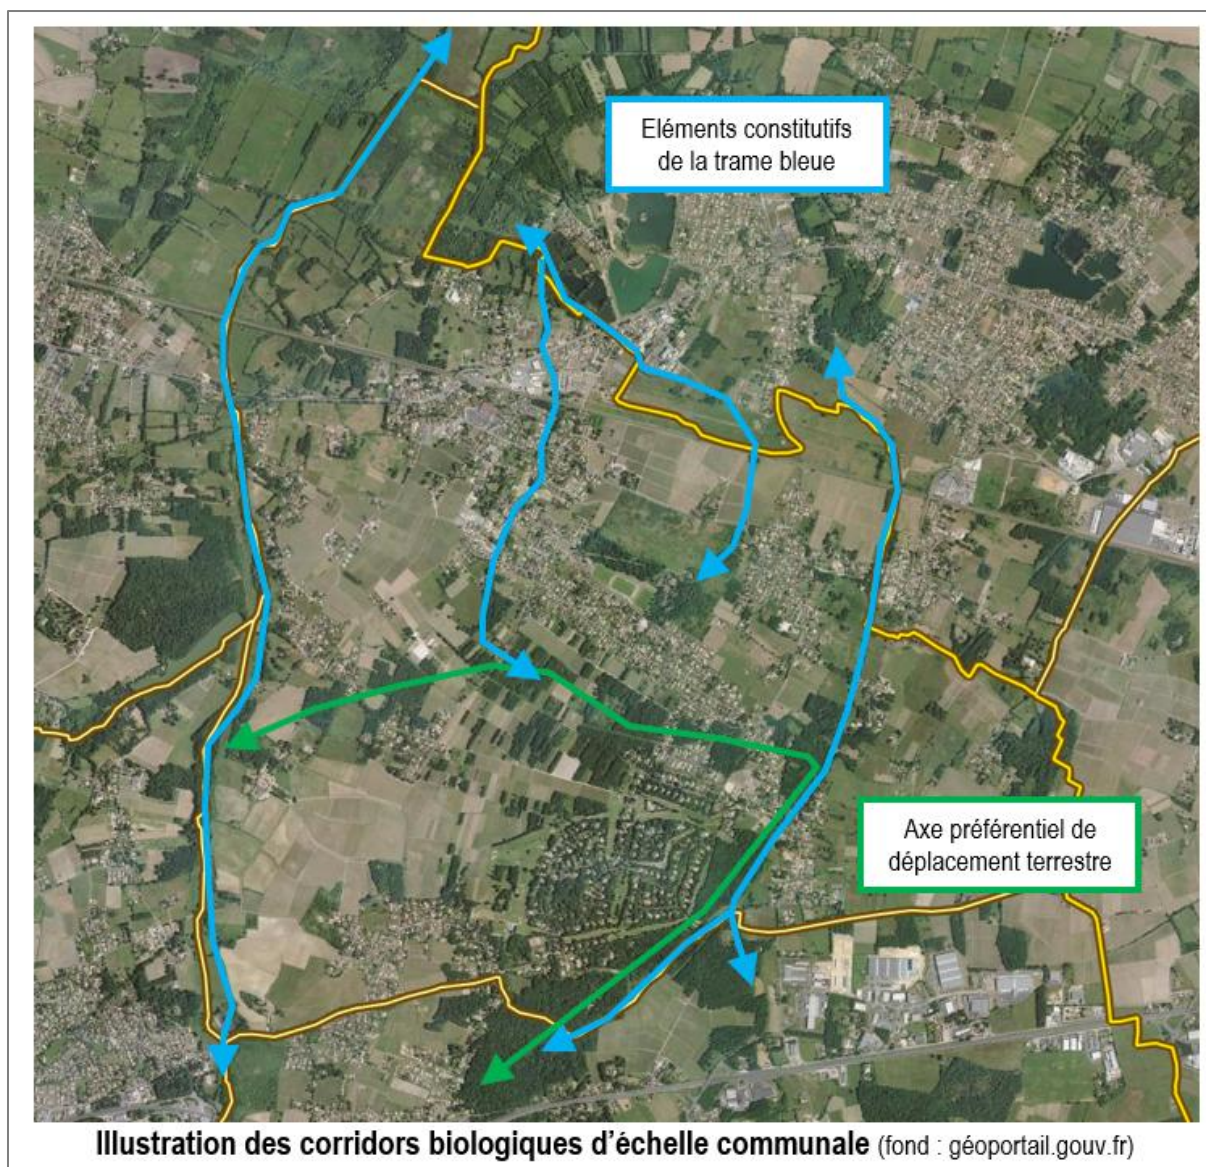 Eléments constitutifs
de la trame bleue
Axe préférentiel de
déplacement terrestre
Illustration des corridors biologiques d'échelle communale (fond : géoportail.gouv.fr)